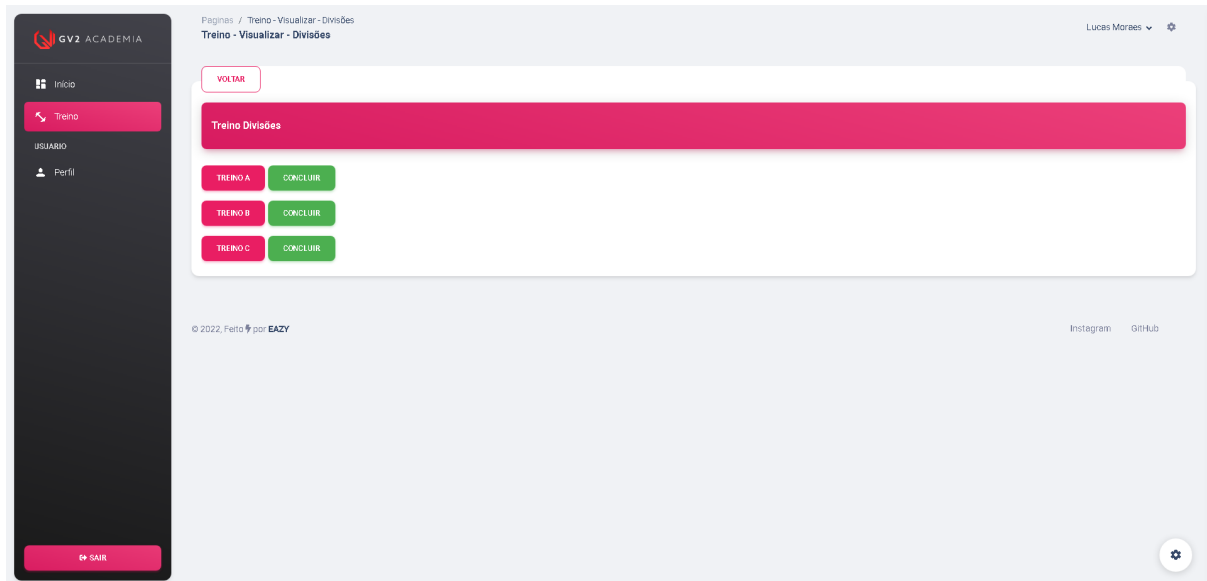 GV2 ACADEMIA
Início
Treino
USUARIO
Perfil
SAIR
Paginas / Treino - Visualizar - Divisões
Treino - Visualizar - Divisões
Lucas Moraes
VOLTAR
Treino Divisões
TREINO A CONCLUIR
TREINO B CONCLUIR
TREINO C CONCLUIR
© 2022, Feito por EAZY
Instagram GitHub